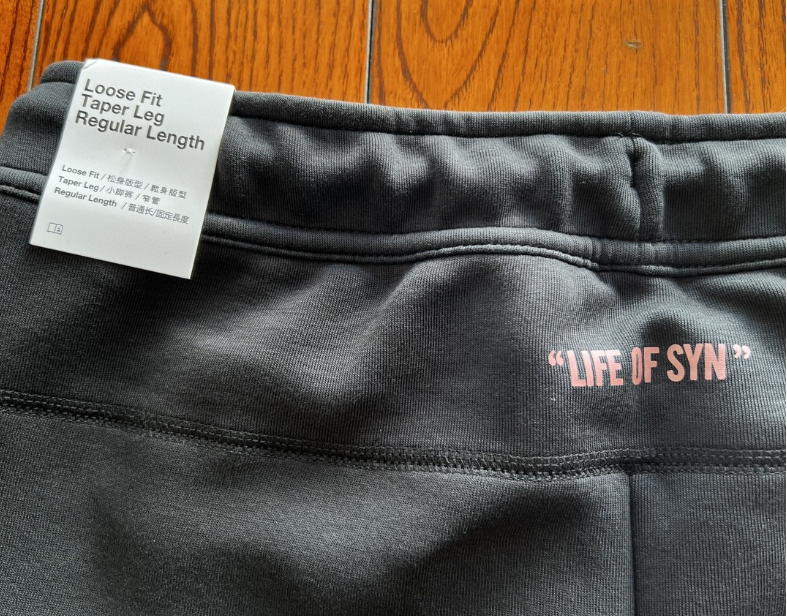 Loose Fit
Taper Leg
Regular Length
Loose Fit / 松身版型 / 鬆身版型
Taper Leg / 小脚裤 / 窄管
Regular Length / 普通长/固定長度
“LIFE OF SYN”